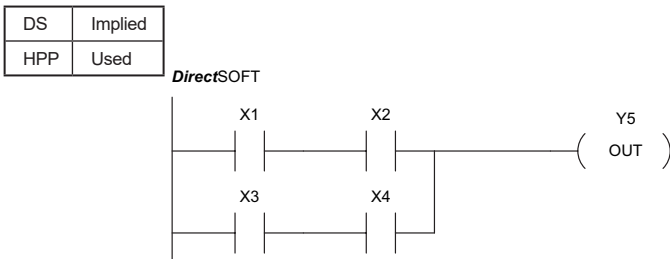 DS Implied
HPP Used
DirectSOFT
X1 X2 Y5
OUT
X3 X4